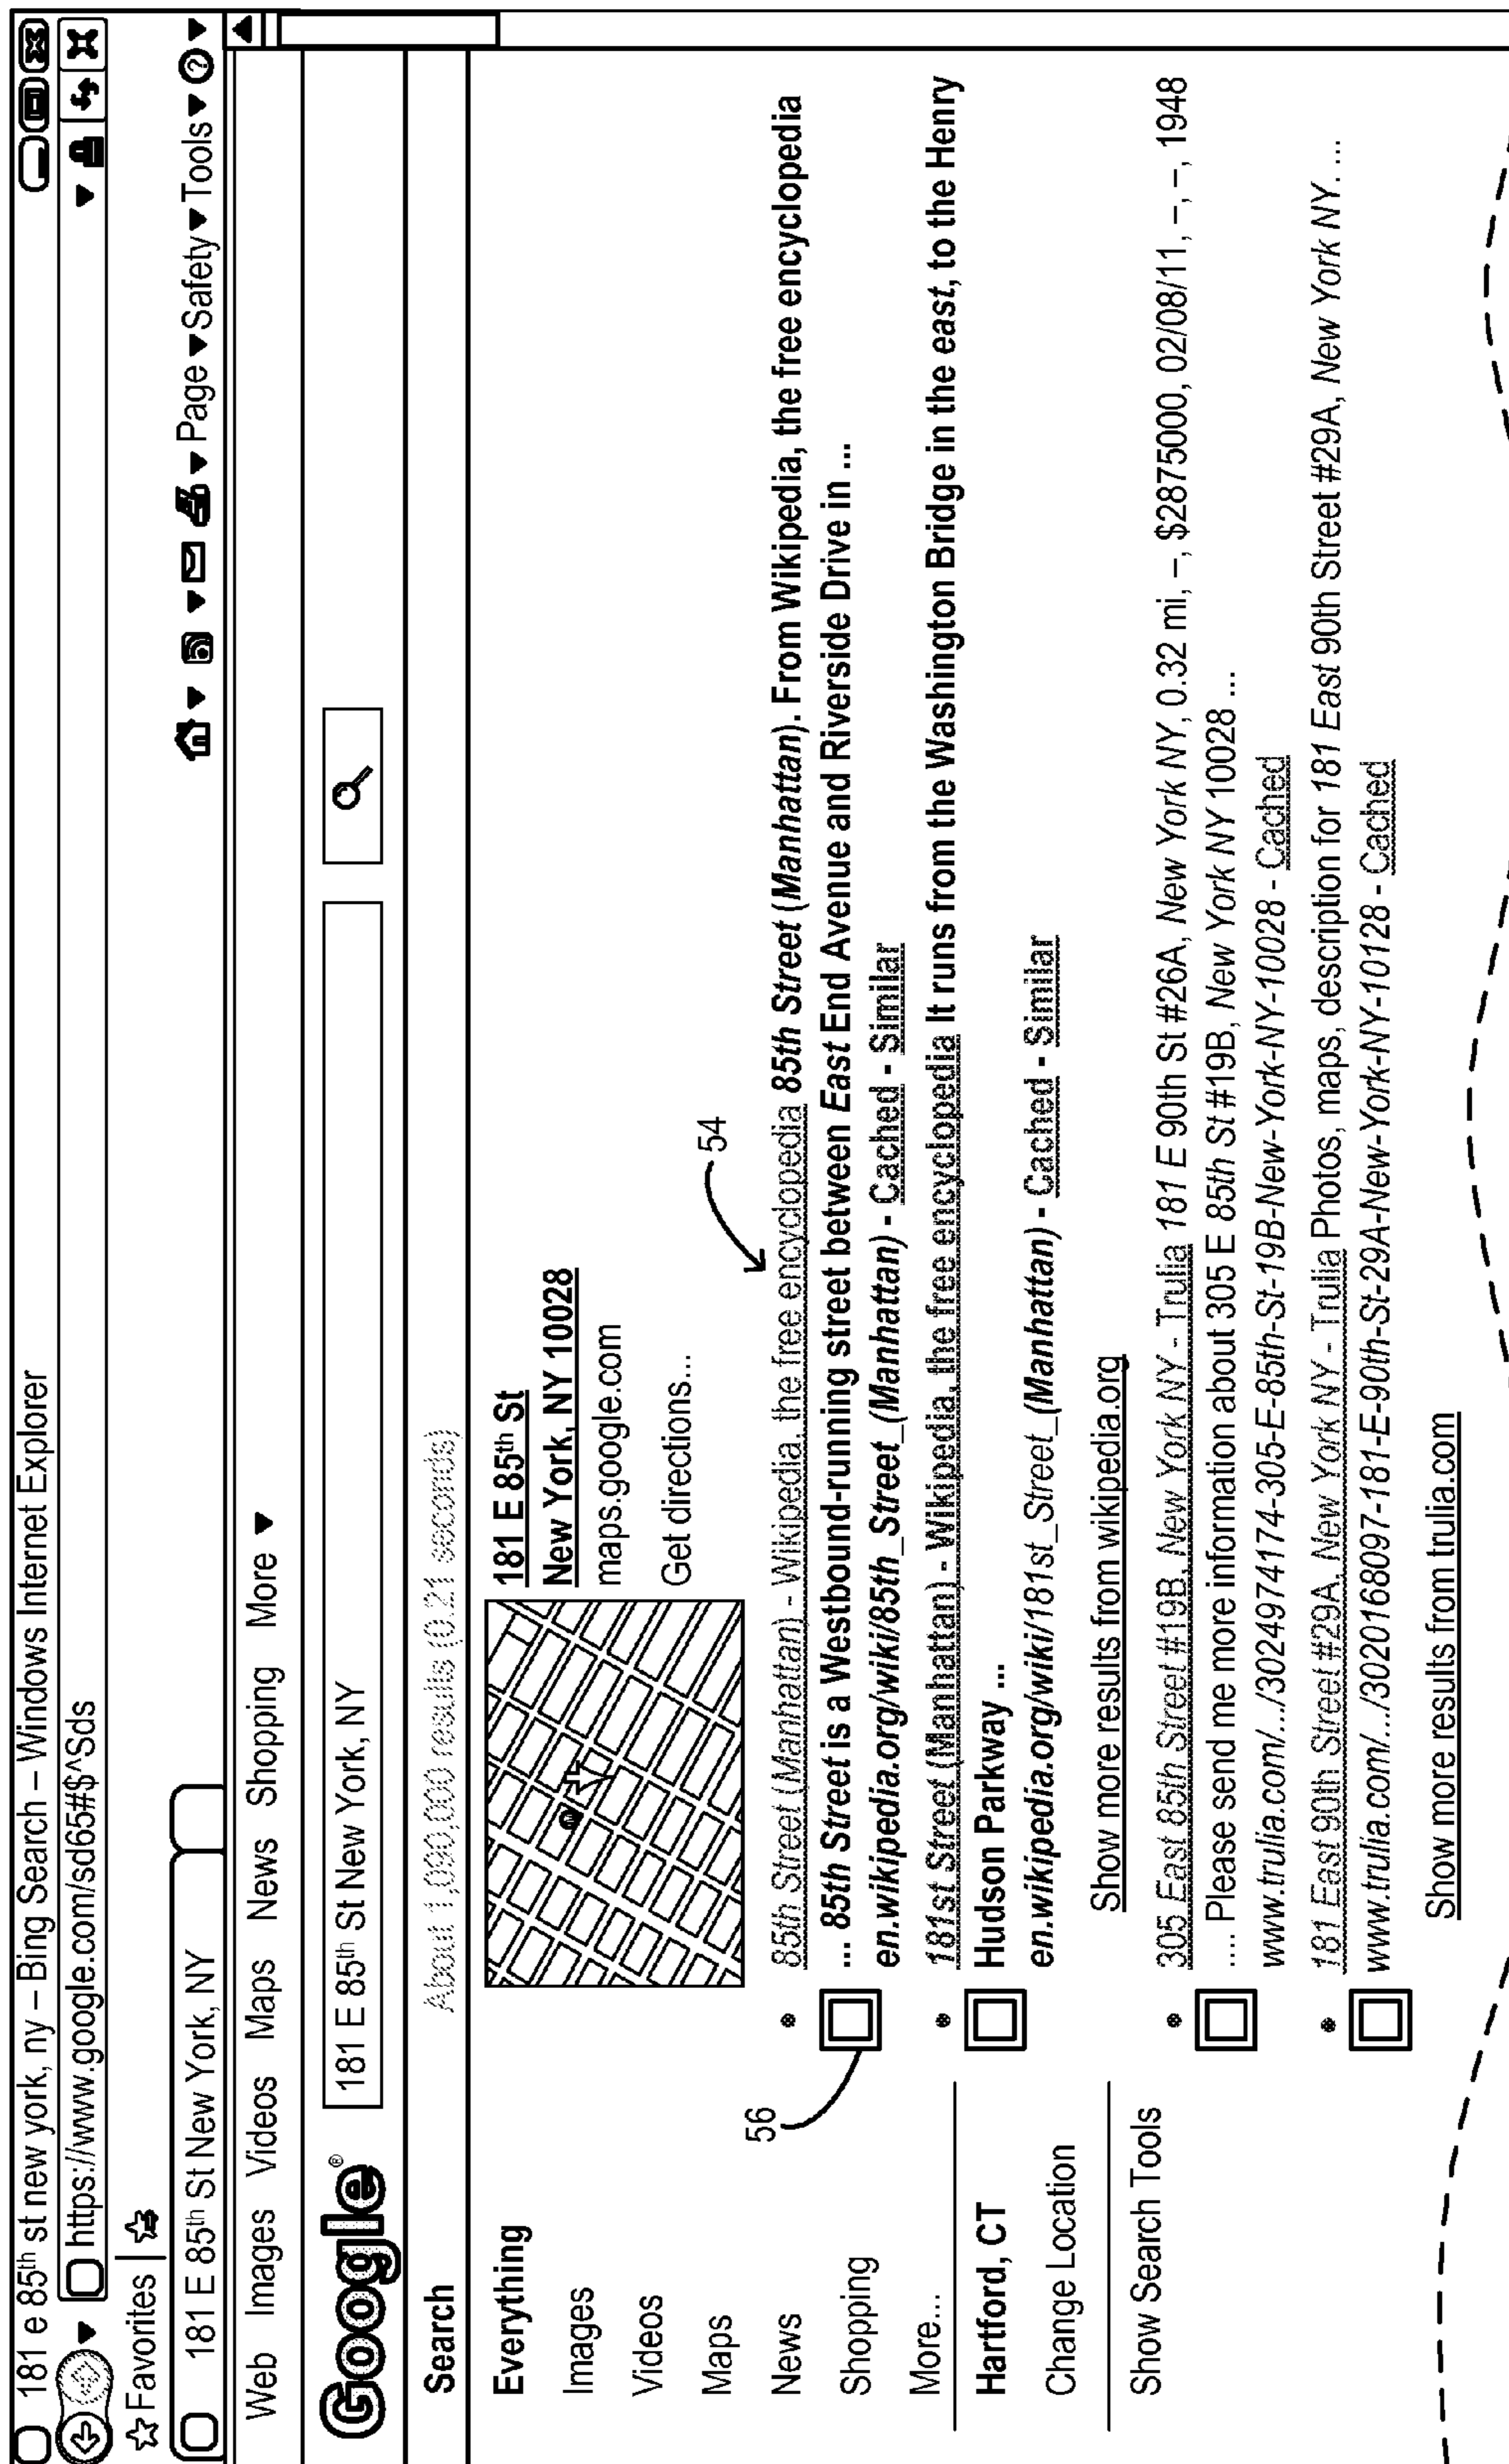 181 e 85th st new york, ny – Bing Search – Windows Internet Explorer
https://www.google.com/sd65#$^Sds
Favorites
Page Safety Tools ?
181 E 85th St New York, NY
Web Images Videos Maps News Shopping More
Google®
181 E 85th St New York, NY
Search
About 1,090,000 results (0.21 seconds)
Everything
Images
Videos
Maps
News
Shopping
More...
Hartford, CT
Change Location
Show Search Tools
181 E 85th St
New York, NY 10028
maps.google.com
Get directions...
54
56
85th Street (Manhattan) - Wikipedia, the free encyclopedia 85th Street (Manhattan). From Wikipedia, the free encyclopedia
... 85th Street is a Westbound-running street between East End Avenue and Riverside Drive in ...
en.wikipedia.org/wiki/85th_Street_(Manhattan) - Cached - Similar
181st Street (Manhattan) - Wikipedia, the free encyclopedia It runs from the Washington Bridge in the east, to the Henry
Hudson Parkway ...
en.wikipedia.org/wiki/181st_Street_(Manhattan) - Cached - Similar
Show more results from wikipedia.org
305 East 85th Street #19B, New York NY - Trulia 181 E 90th St #26A, New York NY, 0.32 mi, –, $2875000, 02/08/11, –, –, 1948
.... Please send me more information about 305 E 85th St #19B, New York NY 10028 ...
www.trulia.com/.../3024974174-305-E-85th-St-19B-New-York-NY-10028 - Cached
181 East 90th Street #29A, New York NY - Trulia Photos, maps, description for 181 East 90th Street #29A, New York NY. ...
www.trulia.com/.../3020168097-181-E-90th-St-29A-New-York-NY-10128 - Cached
Show more results from trulia.com